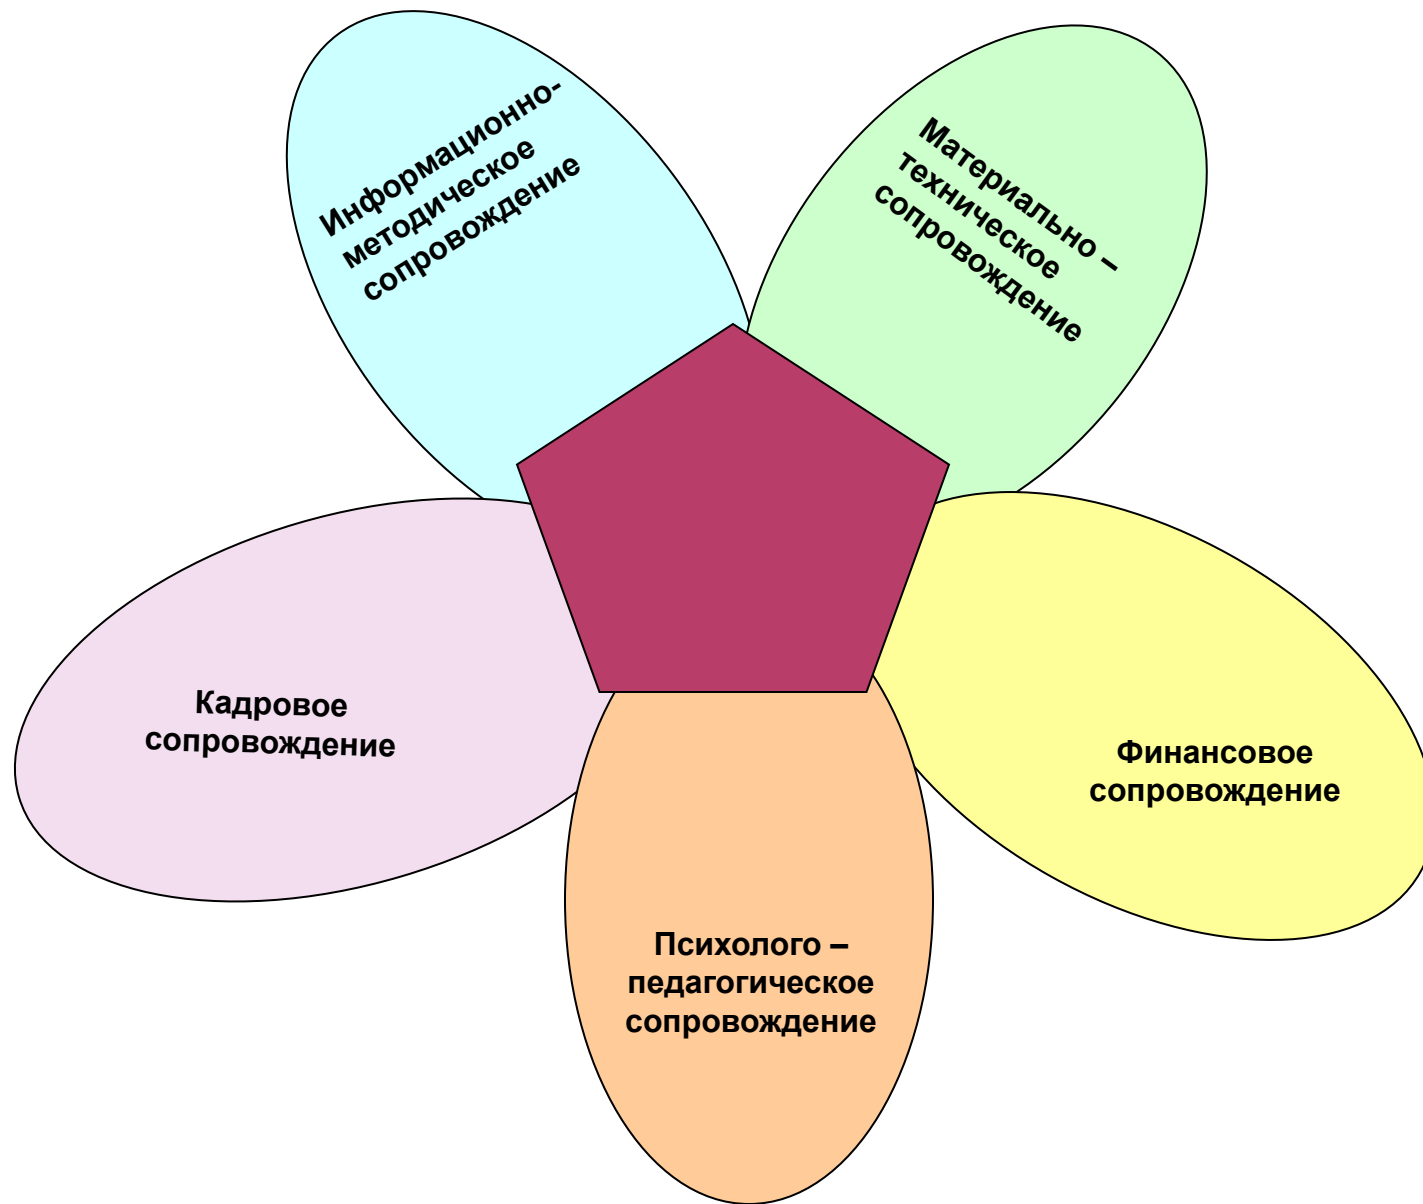 Информационно-
методическое
сопровождение
Материально –
техническое
сопровождение
Кадровое
сопровождение
Финансовое
сопровождение
Психолого –
педагогическое
сопровождение